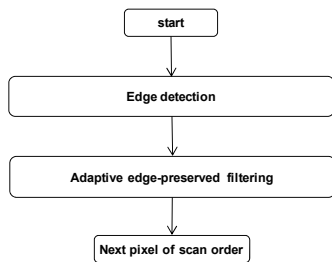 start
Edge detection
Adaptive edge-preserved filtering
Next pixel of scan order